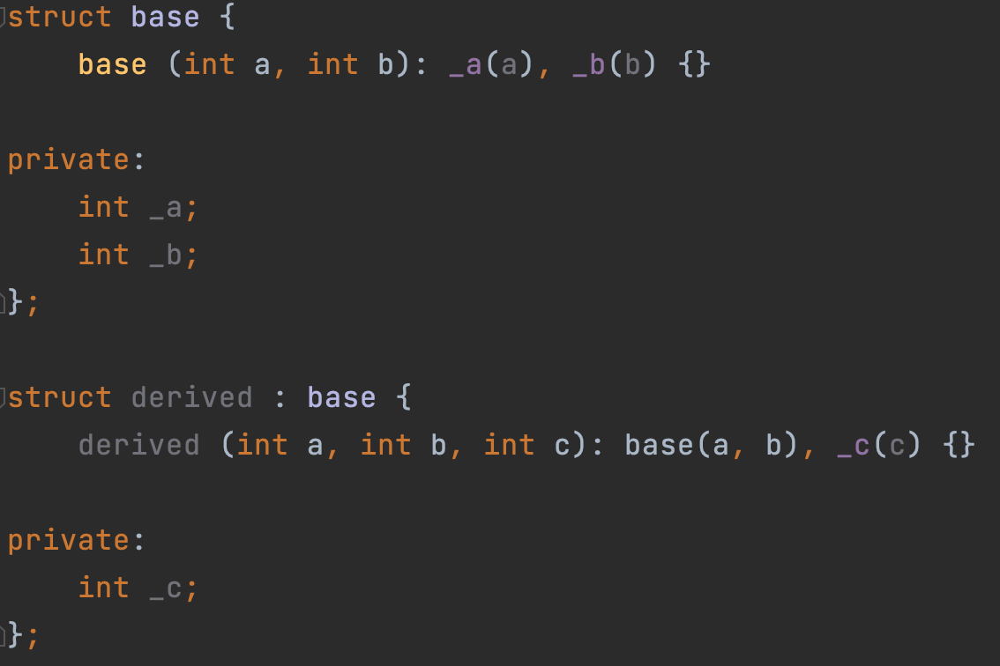 struct base {
    base (int a, int b): _a(a), _b(b) {}

private:
    int _a;
    int _b;
};

struct derived : base {
    derived (int a, int b, int c): base(a, b), _c(c) {}

private:
    int _c;
};